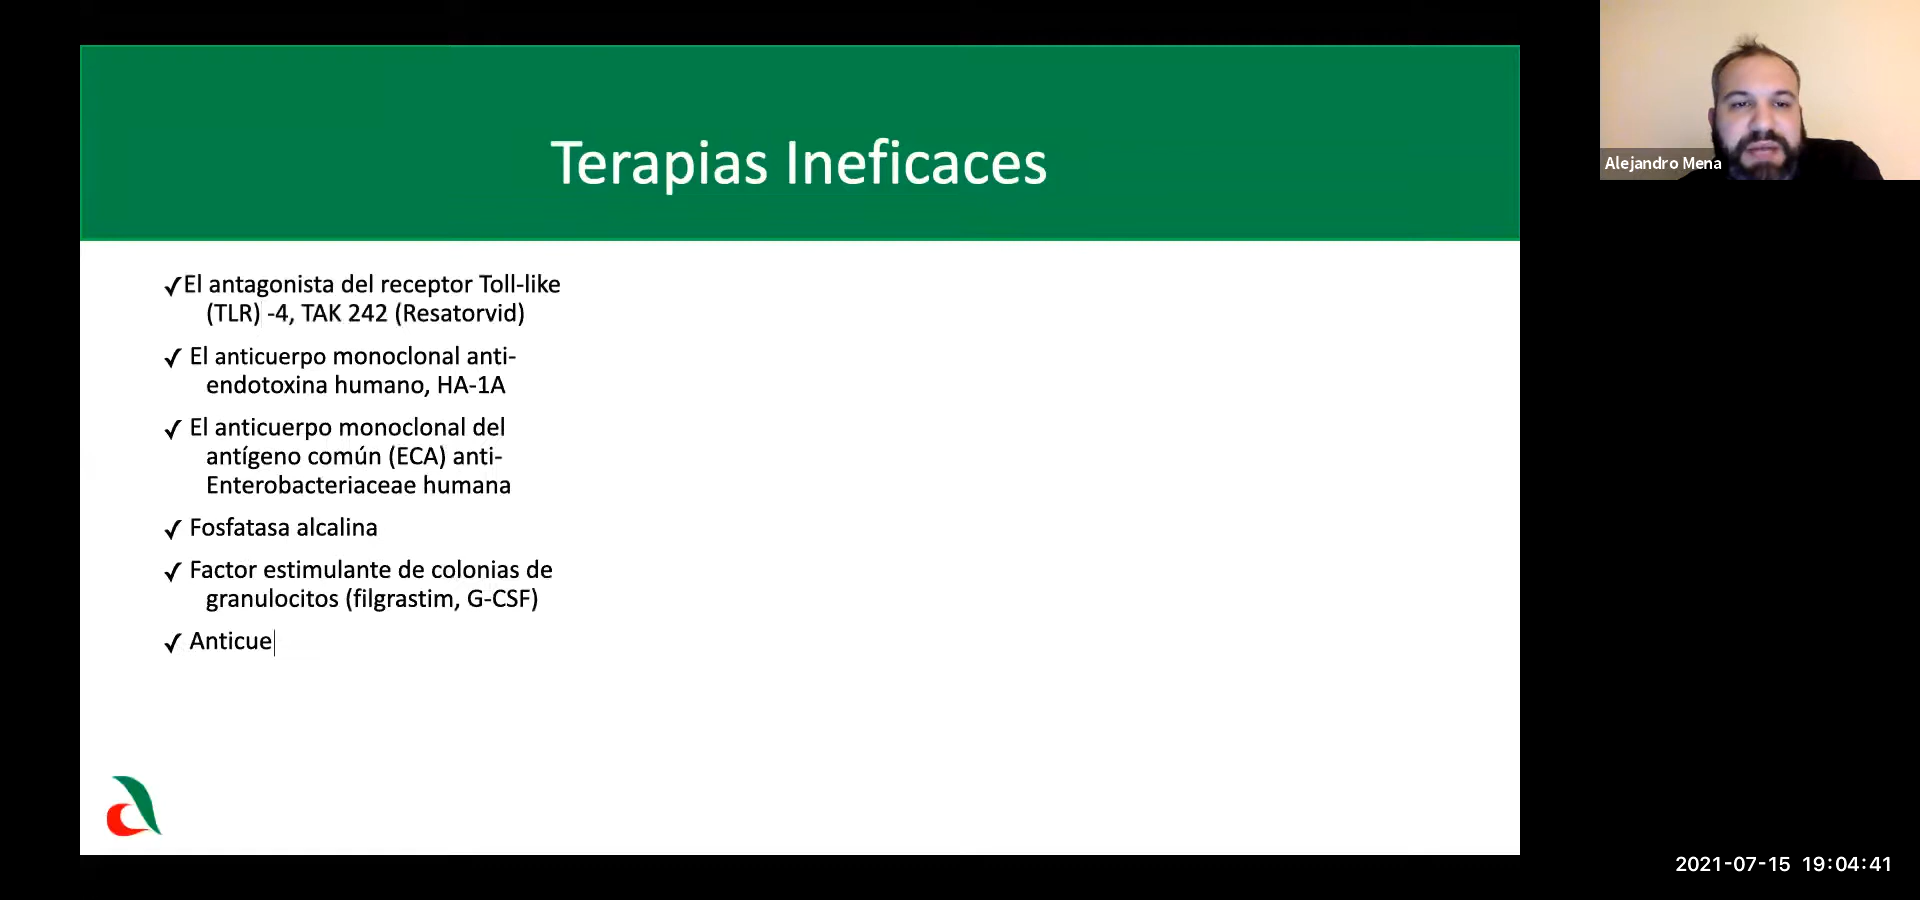 Terapias Ineficaces
✓El antagonista del receptor Toll-like
(TLR) -4, TAK 242 (Resatorvid)
✓ El anticuerpo monoclonal anti-
endotoxina humano, HA-1A
✓ El anticuerpo monoclonal del
antígeno común (ECA) anti-
Enterobacteriaceae humana
✓ Fosfatasa alcalina
✓ Factor estimulante de colonias de
granulocitos (filgrastim, G-CSF)
✓ Anticue
Alejandro Mena
2021-07-15 19:04:41